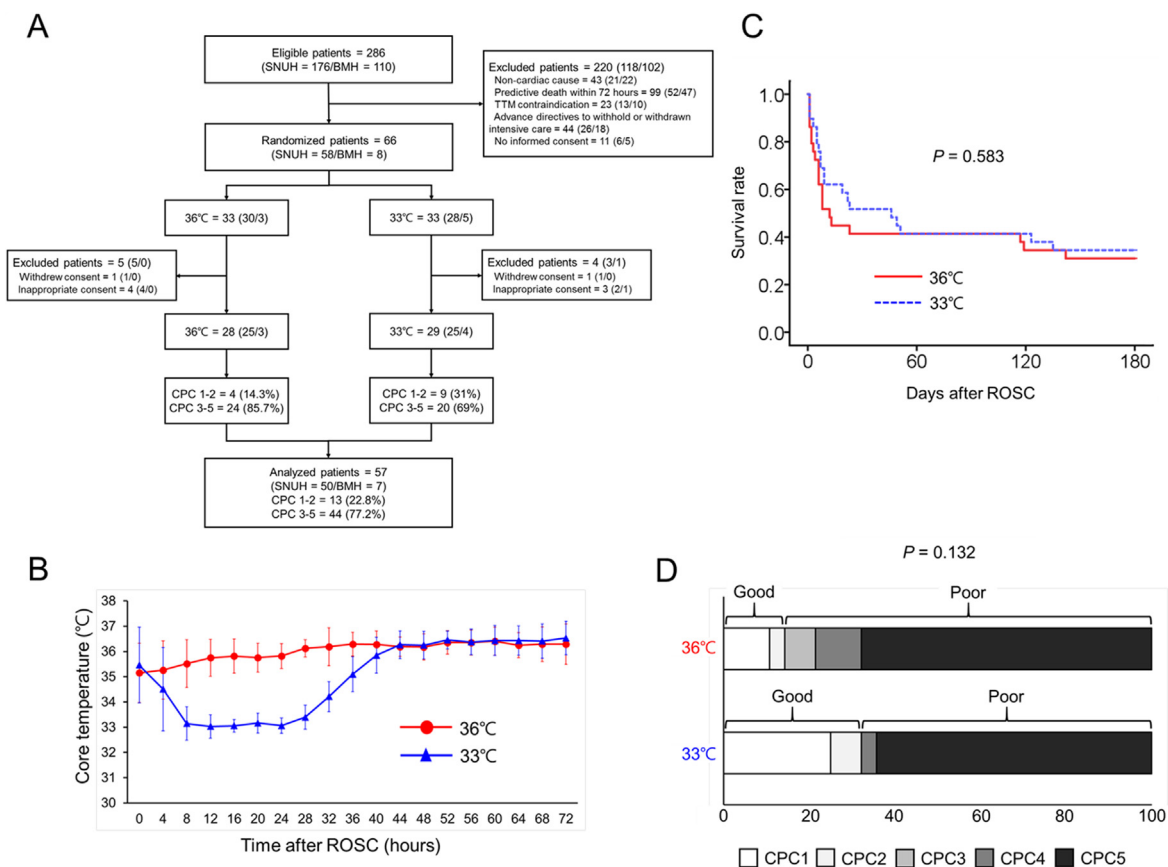 A
Eligible patients = 286
(SNUH = 176/BMH = 110)
Excluded patients = 220 (118/102)
Non-cardiac cause = 43 (21/22)
Predictive death within 72 hours = 99 (52/47)
TTM contraindication = 23 (13/10)
Advance directives to withhold or withdrawn
intensive care = 44 (26/18)
No informed consent = 11 (6/5)
Randomized patients = 66
(SNUH = 58/BMH = 8)
36℃ = 33 (30/3)
33℃ = 33 (28/5)
Excluded patients = 5 (5/0)
Withdrew consent = 1 (1/0)
Inappropriate consent = 4 (4/0)
Excluded patients = 4 (3/1)
Withdrew consent = 1 (1/0)
Inappropriate consent = 3 (2/1)
36℃ = 28 (25/3)
33℃ = 29 (25/4)
CPC 1-2 = 4 (14.3%)
CPC 3-5 = 24 (85.7%)
CPC 1-2 = 9 (31%)
CPC 3-5 = 20 (69%)
Analyzed patients = 57
(SNUH = 50/BMH = 7)
CPC 1-2 = 13 (22.8%)
CPC 3-5 = 44 (77.2%)
B
Core temperature (℃)
38
37
36
35
34
33
32
31
30
36℃
33℃
0 4 8 12 16 20 24 28 32 36 40 44 48 52 56 60 64 68 72
Time after ROSC (hours)
C
Survival rate
1.0
0.8
0.6
0.4
0.2
0.0
P = 0.583
36℃
33℃
0 60 120 180
Days after ROSC
D
P = 0.132
Good Poor
36℃
Good Poor
33℃
0 20 40 60 80 100
CPC1 CPC2 CPC3 CPC4 CPC5